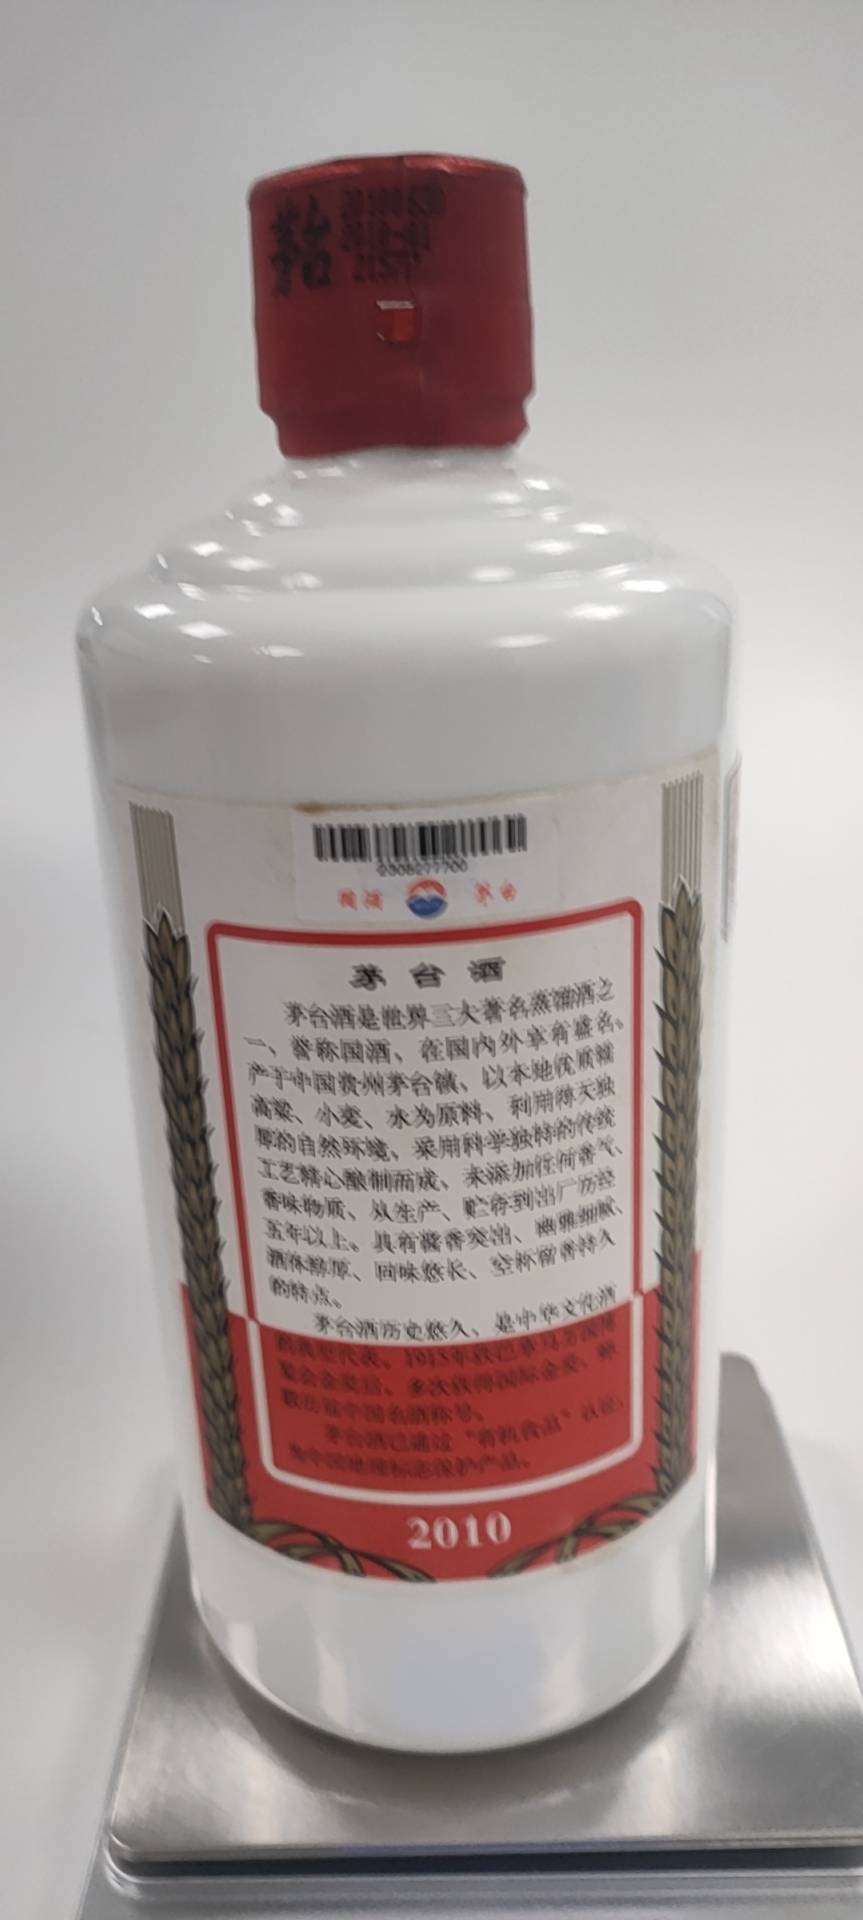 茅台
2010-01
0306277700
國酒 茅台
茅台酒
茅台酒是世界三大著名蒸馏酒之
一、誉称国酒、在国内外享有盛名。
产于中国贵州茅台镇、以本地优质糯
高粱、小麦、水为原料、利用得天独
厚的自然环境、采用科学独特的传统
工艺精心酿制而成、未添加任何香气、
香味物质、从生产、贮存到出厂历经
五年以上。具有酱香突出、幽雅细腻、
酒体醇厚、回味悠长、空杯留香持久
的特点。
茅台酒历史悠久、是中华文化酒
的典型代表、1915年获巴拿马万国博
览会金奖后、多次获得国际金奖、蝉
联历届中国名酒称号。
茅台酒已通过“有机食品”认证、
为中国地理标志保护产品。
2010